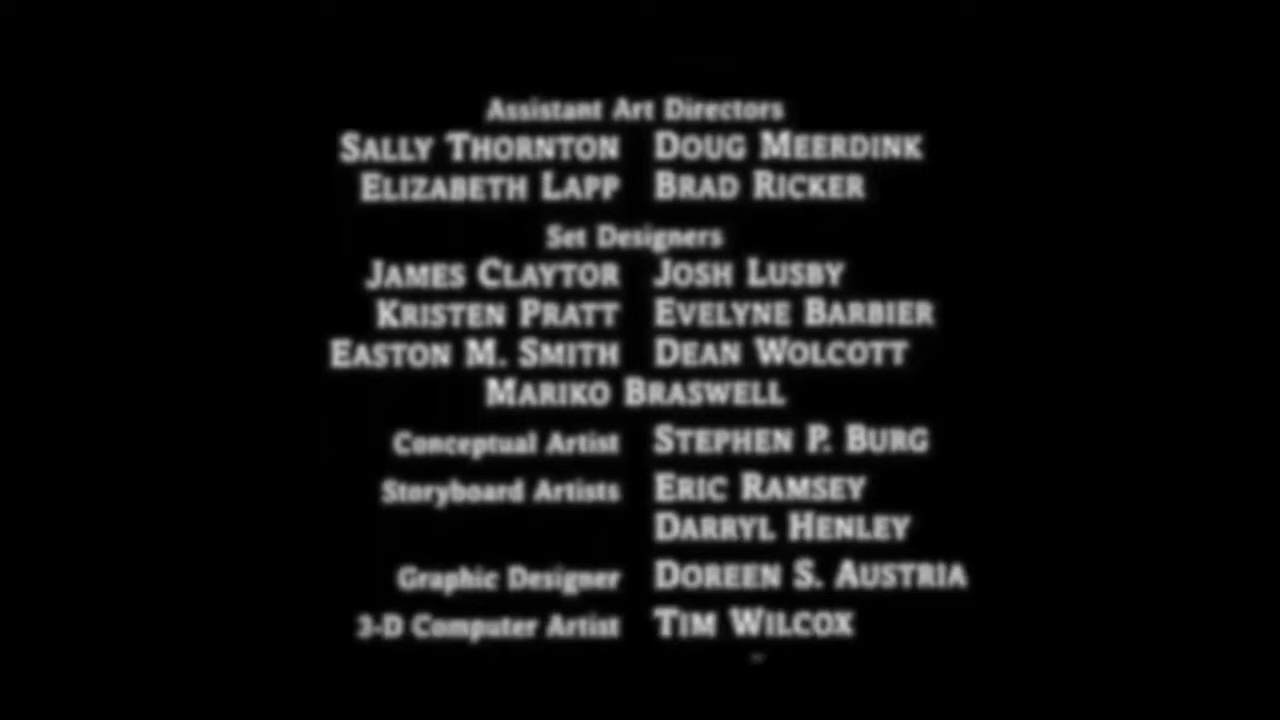 Assistant Art Directors
SALLY THORNTON DOUG MEERDINK
ELIZABETH LAPP BRAD RICKER
Set Designers
JAMES CLAYTOR JOSH LUSBY
KRISTEN PRATT EVELYNE BARBIER
EASTON M. SMITH DEAN WOLCOTT
MARIKO BRASWELL
Conceptual Artist STEPHEN P. BURG
Storyboard Artists ERIC RAMSEY
DARRYL HENLEY
Graphic Designer DOREEN S. AUSTRIA
3-D Computer Artist TIM WILCOX